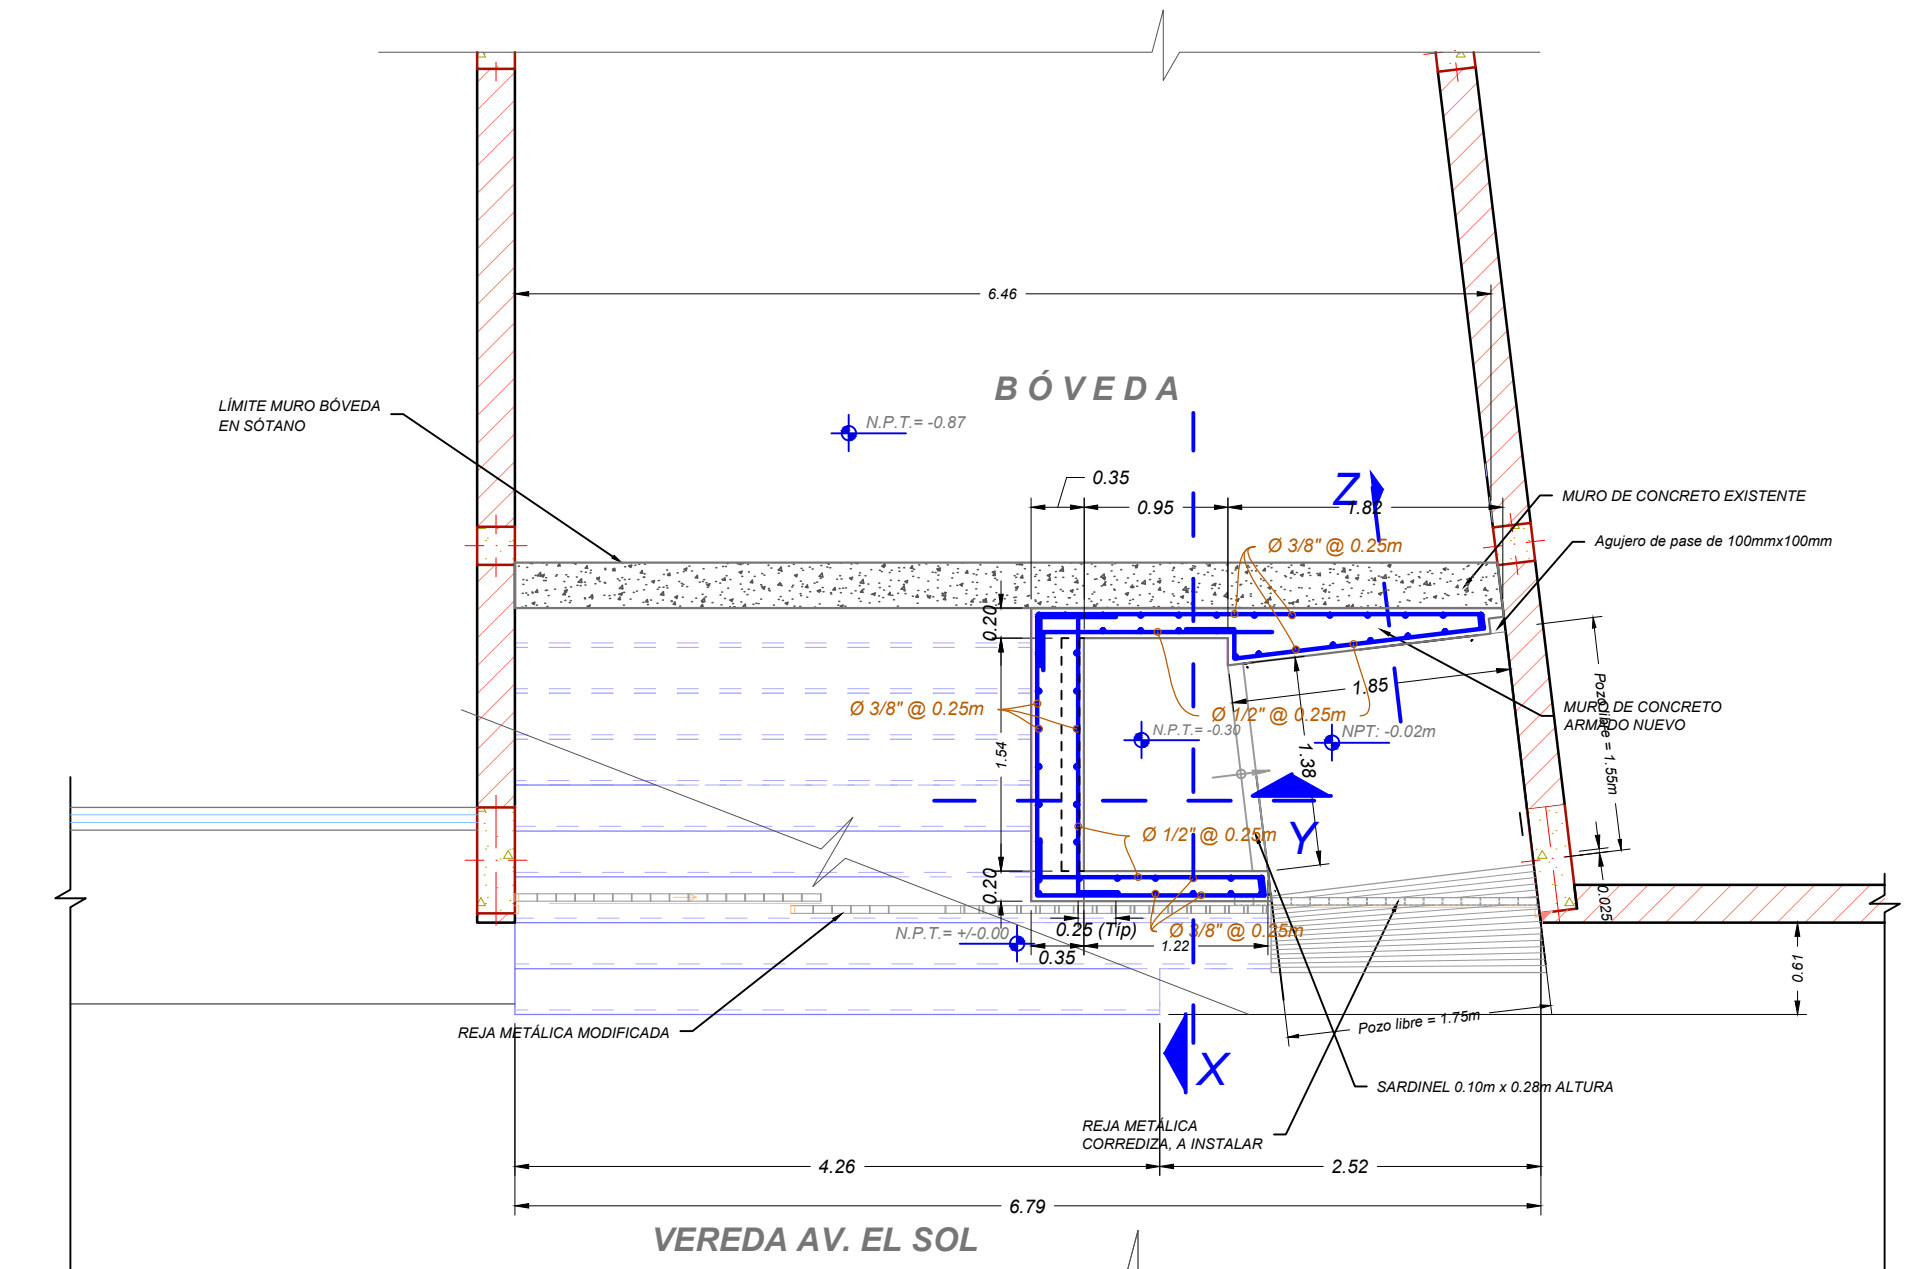 6.46
B Ó V E D A
LÍMITE MURO BÓVEDA
EN SÓTANO
N.P.T.= -0.87
0.35
0.95
1.82
Z
MURO DE CONCRETO EXISTENTE
Agujero de pase de 100mmx100mm
Ø 3/8" @ 0.25m
0.20
1.85
Pozo libre = 1.55m
MURO DE CONCRETO
ARMADO NUEVO
Ø 3/8" @ 0.25m
Ø 1/2" @ 0.25m
N.P.T.= -0.30
NPT: -0.02m
1.54
1.38
Ø 1/2" @ 0.25m
Y
0.20
0.025
N.P.T.= +/-0.00
0.25 (Típ)
Ø 3/8" @ 0.25m
1.22
0.35
0.61
REJA METÁLICA MODIFICADA
Pozo libre = 1.75m
X
SARDINEL 0.10m x 0.28m ALTURA
REJA METÁLICA
CORREDIZA, A INSTALAR
4.26
2.52
6.79
VEREDA AV. EL SOL